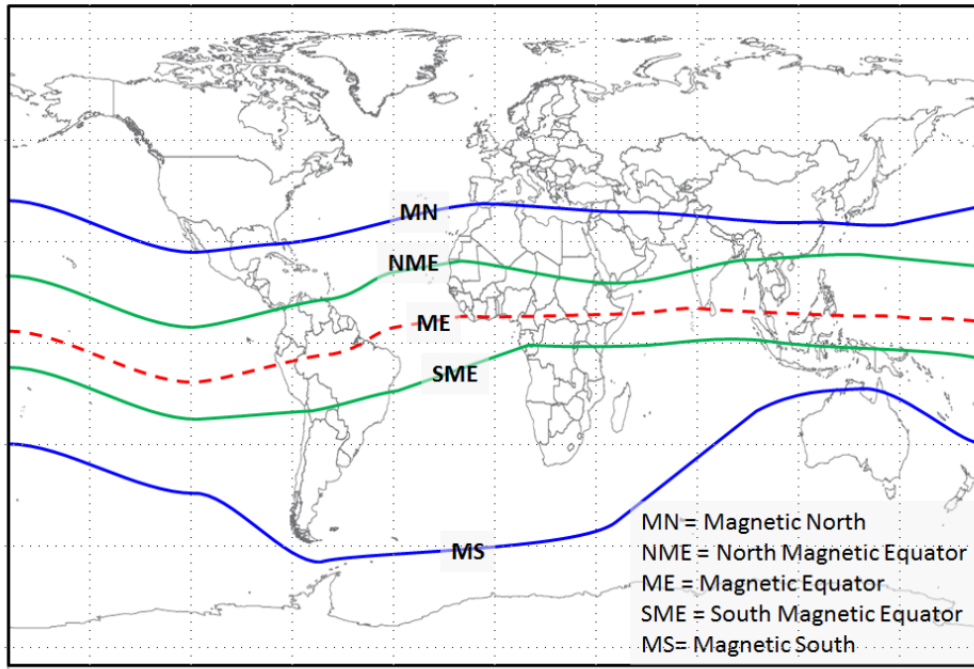 MN
NME
ME
SME
MS
MN = Magnetic North
NME = North Magnetic Equator
ME = Magnetic Equator
SME = South Magnetic Equator
MS= Magnetic South